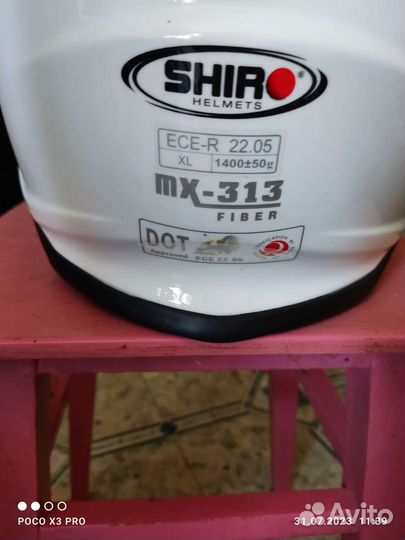 SHIRO®
HELMETS
ECE-R 22.05
XL 1400±50g
MX-313
FIBER
DOT
Approved ECE 22.05
POCO X3 PRO
31.07.2023 11:39
Avito